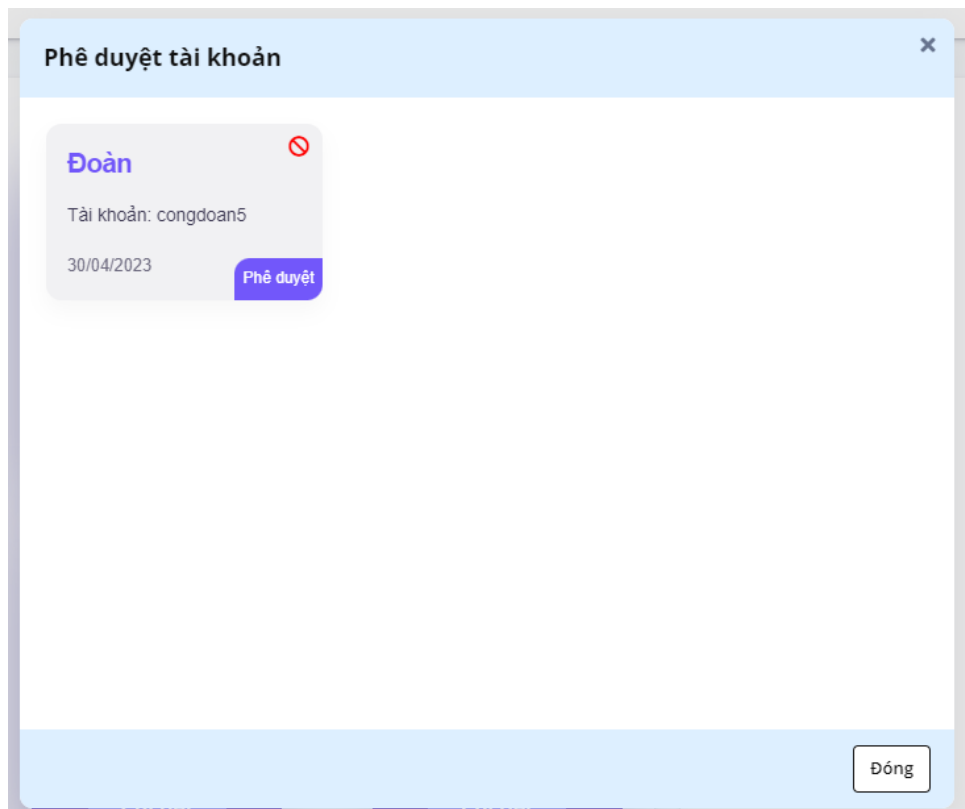 Phê duyệt tài khoản
×
Đoàn
Tài khoản: congdoan5
30/04/2023
Phê duyệt
Đóng